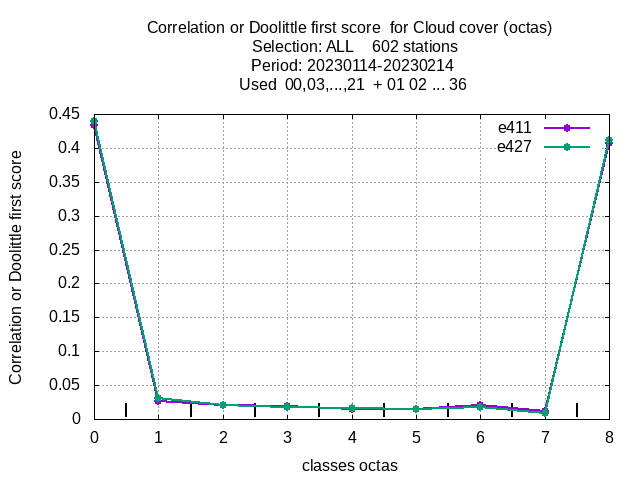 Correlation or Doolittle first score  for Cloud cover (octas)
Selection: ALL    602 stations
Period: 20230114-20230214
Used  00,03,...,21  + 01 02 ... 36
Correlation or Doolittle first score
0.45
0.4
0.35
0.3
0.25
0.2
0.15
0.1
0.05
0
e411
e427
0 1 2 3 4 5 6 7 8
classes octas